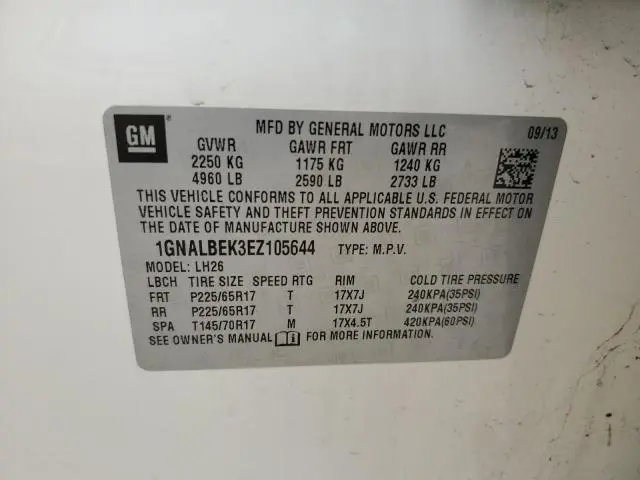 GM ®
MFD BY GENERAL MOTORS LLC 09/13
GVWR GAWR FRT GAWR RR
2250 KG 1175 KG 1240 KG
4960 LB 2590 LB 2733 LB
THIS VEHICLE CONFORMS TO ALL APPLICABLE U.S. FEDERAL MOTOR
VEHICLE SAFETY AND THEFT PREVENTION STANDARDS IN EFFECT ON
THE DATE OF MANUFACTURE SHOWN ABOVE.
1GNALBEK3EZ105644 TYPE: M.P.V.
MODEL: LH26
LBCH TIRE SIZE SPEED RTG RIM COLD TIRE PRESSURE
FRT P225/65R17 T 17X7J 240KPA(35PSI)
RR P225/65R17 T 17X7J 240KPA(35PSI)
SPA T145/70R17 M 17X4.5T 420KPA(60PSI)
SEE OWNER'S MANUAL FOR MORE INFORMATION.